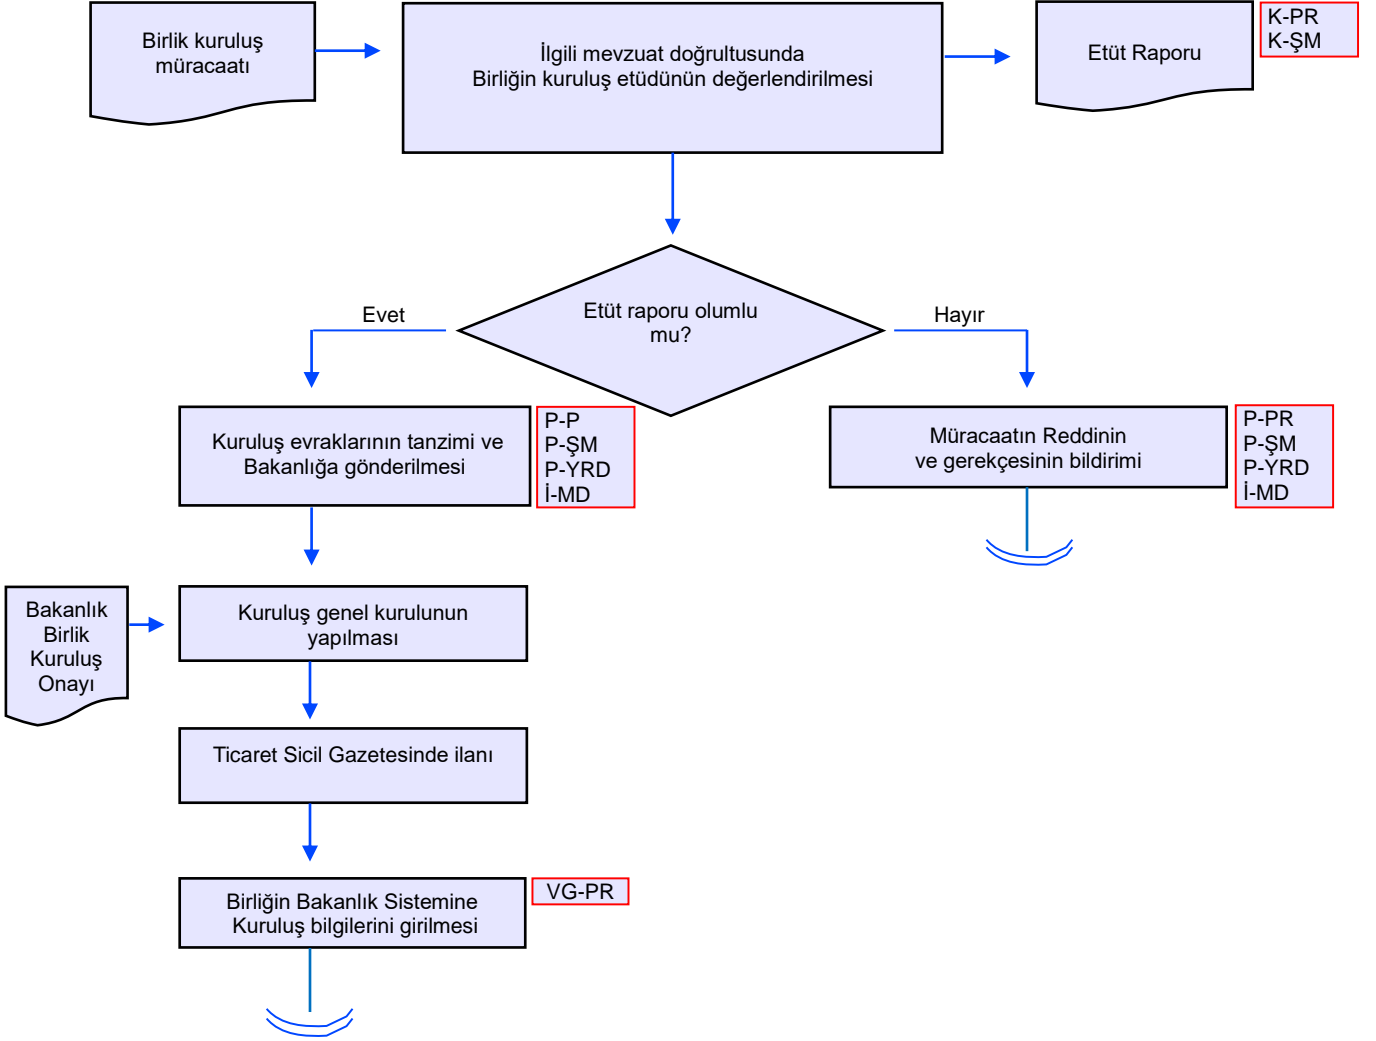 Birlik kuruluş
müracaatı
İlgili mevzuat doğrultusunda
Birliğin kuruluş etüdünün değerlendirilmesi
Etüt Raporu
K-PR
K-ŞM
Etüt raporu olumlu
mu?
Evet
Hayır
Kuruluş evraklarının tanzimi ve
Bakanlığa gönderilmesi
P-P
P-ŞM
P-YRD
İ-MD
Müracaatın Reddinin
ve gerekçesinin bildirimi
P-PR
P-ŞM
P-YRD
İ-MD
Bakanlık
Birlik
Kuruluş
Onayı
Kuruluş genel kurulunun
yapılması
Ticaret Sicil Gazetesinde ilanı
Birliğin Bakanlık Sistemine
Kuruluş bilgilerini girilmesi
VG-PR